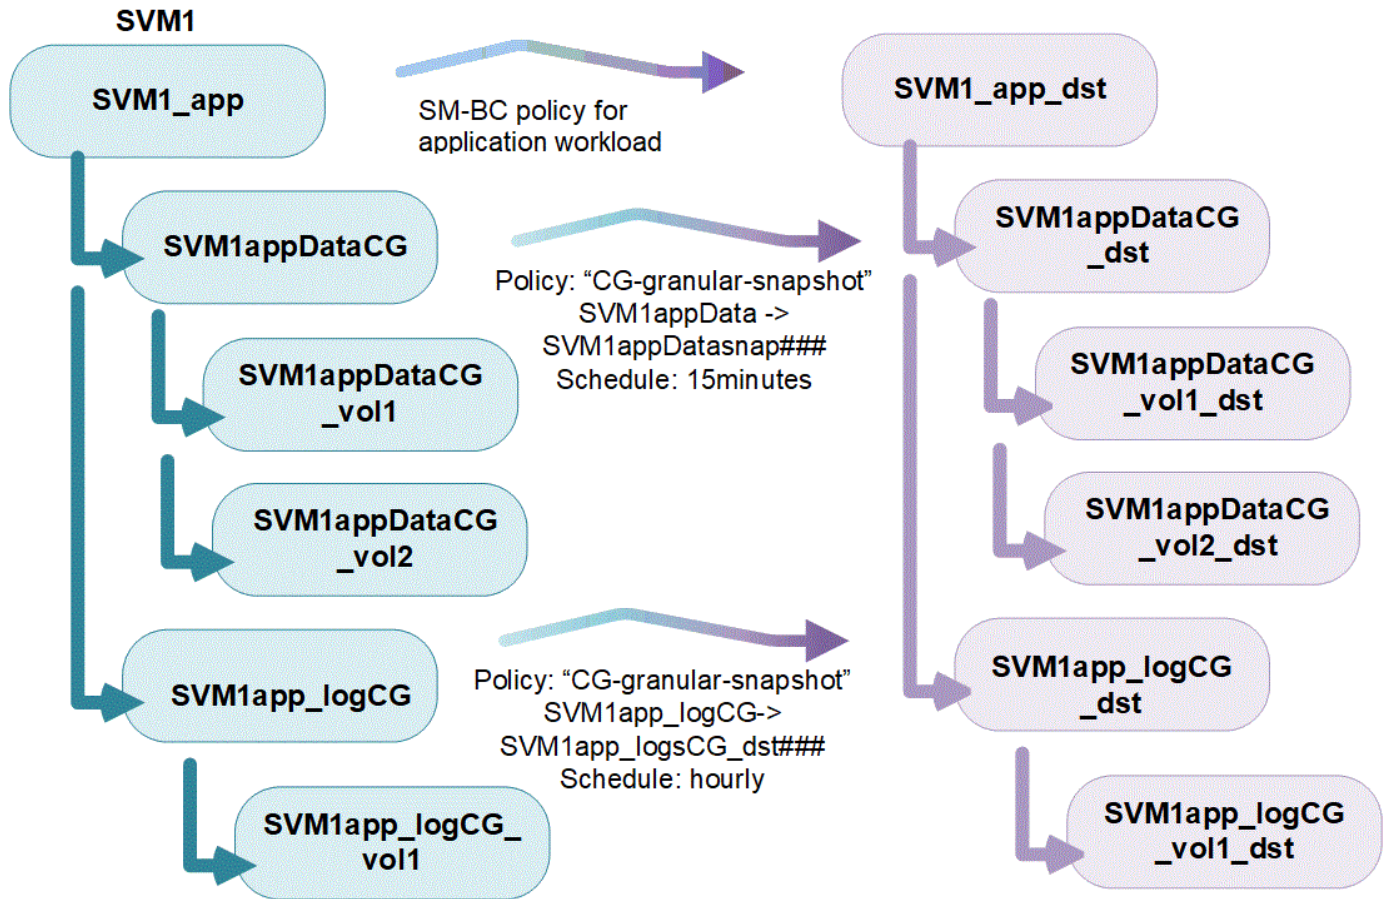 SVM1
SVM1_app
SM-BC policy for
application workload
SVM1_app_dst
SVM1appDataCG
Policy: “CG-granular-snapshot”
SVM1appData ->
SVM1appDatasnap###
Schedule: 15minutes
SVM1appDataCG
_dst
SVM1appDataCG
_vol1
SVM1appDataCG
_vol1_dst
SVM1appDataCG
_vol2
SVM1appDataCG
_vol2_dst
SVM1app_logCG
Policy: “CG-granular-snapshot”
SVM1app_logCG->
SVM1app_logsCG_dst###
Schedule: hourly
SVM1app_logCG
_dst
SVM1app_logCG_
vol1
SVM1app_logCG
_vol1_dst